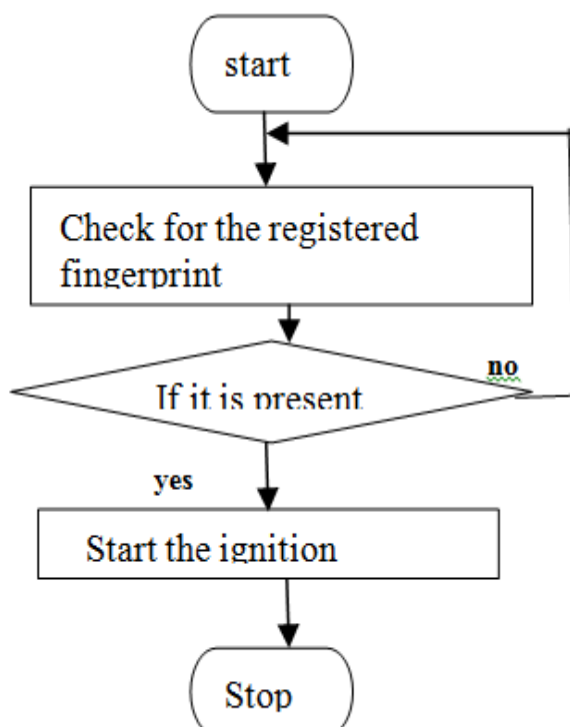 start
Check for the registered
fingerprint
no
If it is present
yes
Start the ignition
Stop